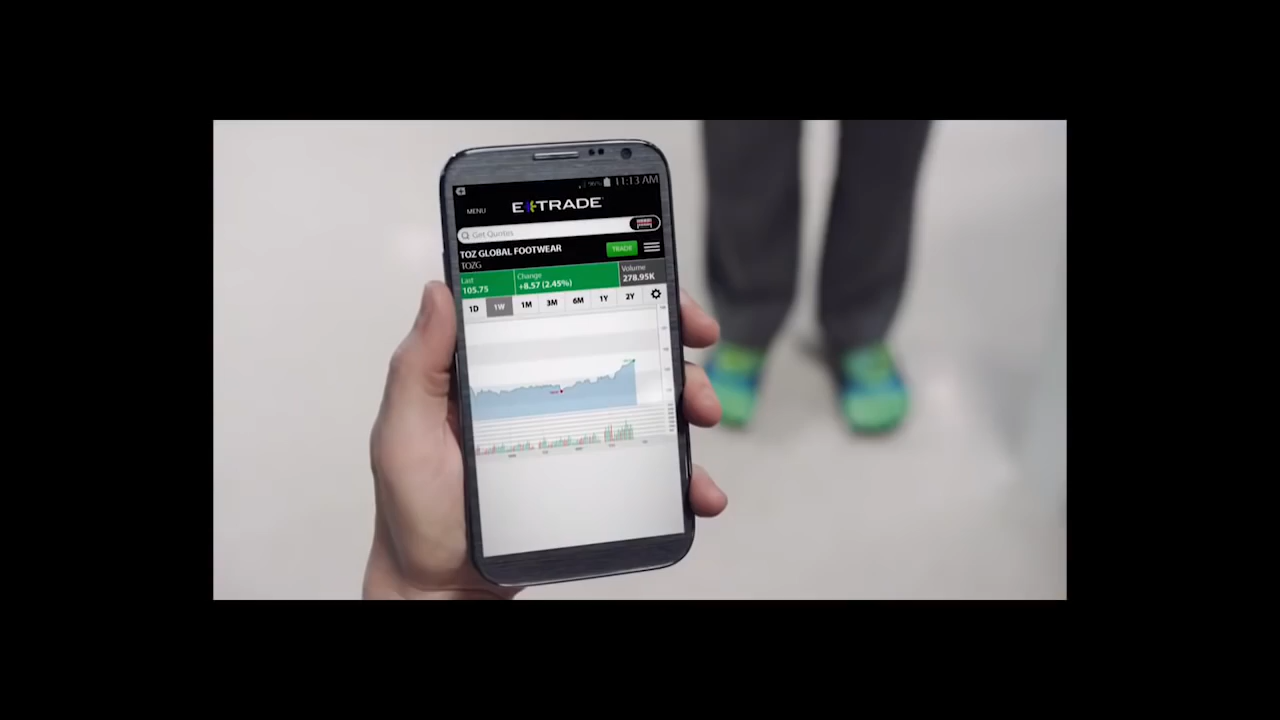 96% 11:13 AM
MENU
E*TRADE
Get Quotes
TOZ GLOBAL FOOTWEAR
TRADE
TOZG
Last
Change
Volume
105.75
+8.57 (2.45%)
278.95K
1D 1W 1M 3M 6M 1Y 2Y